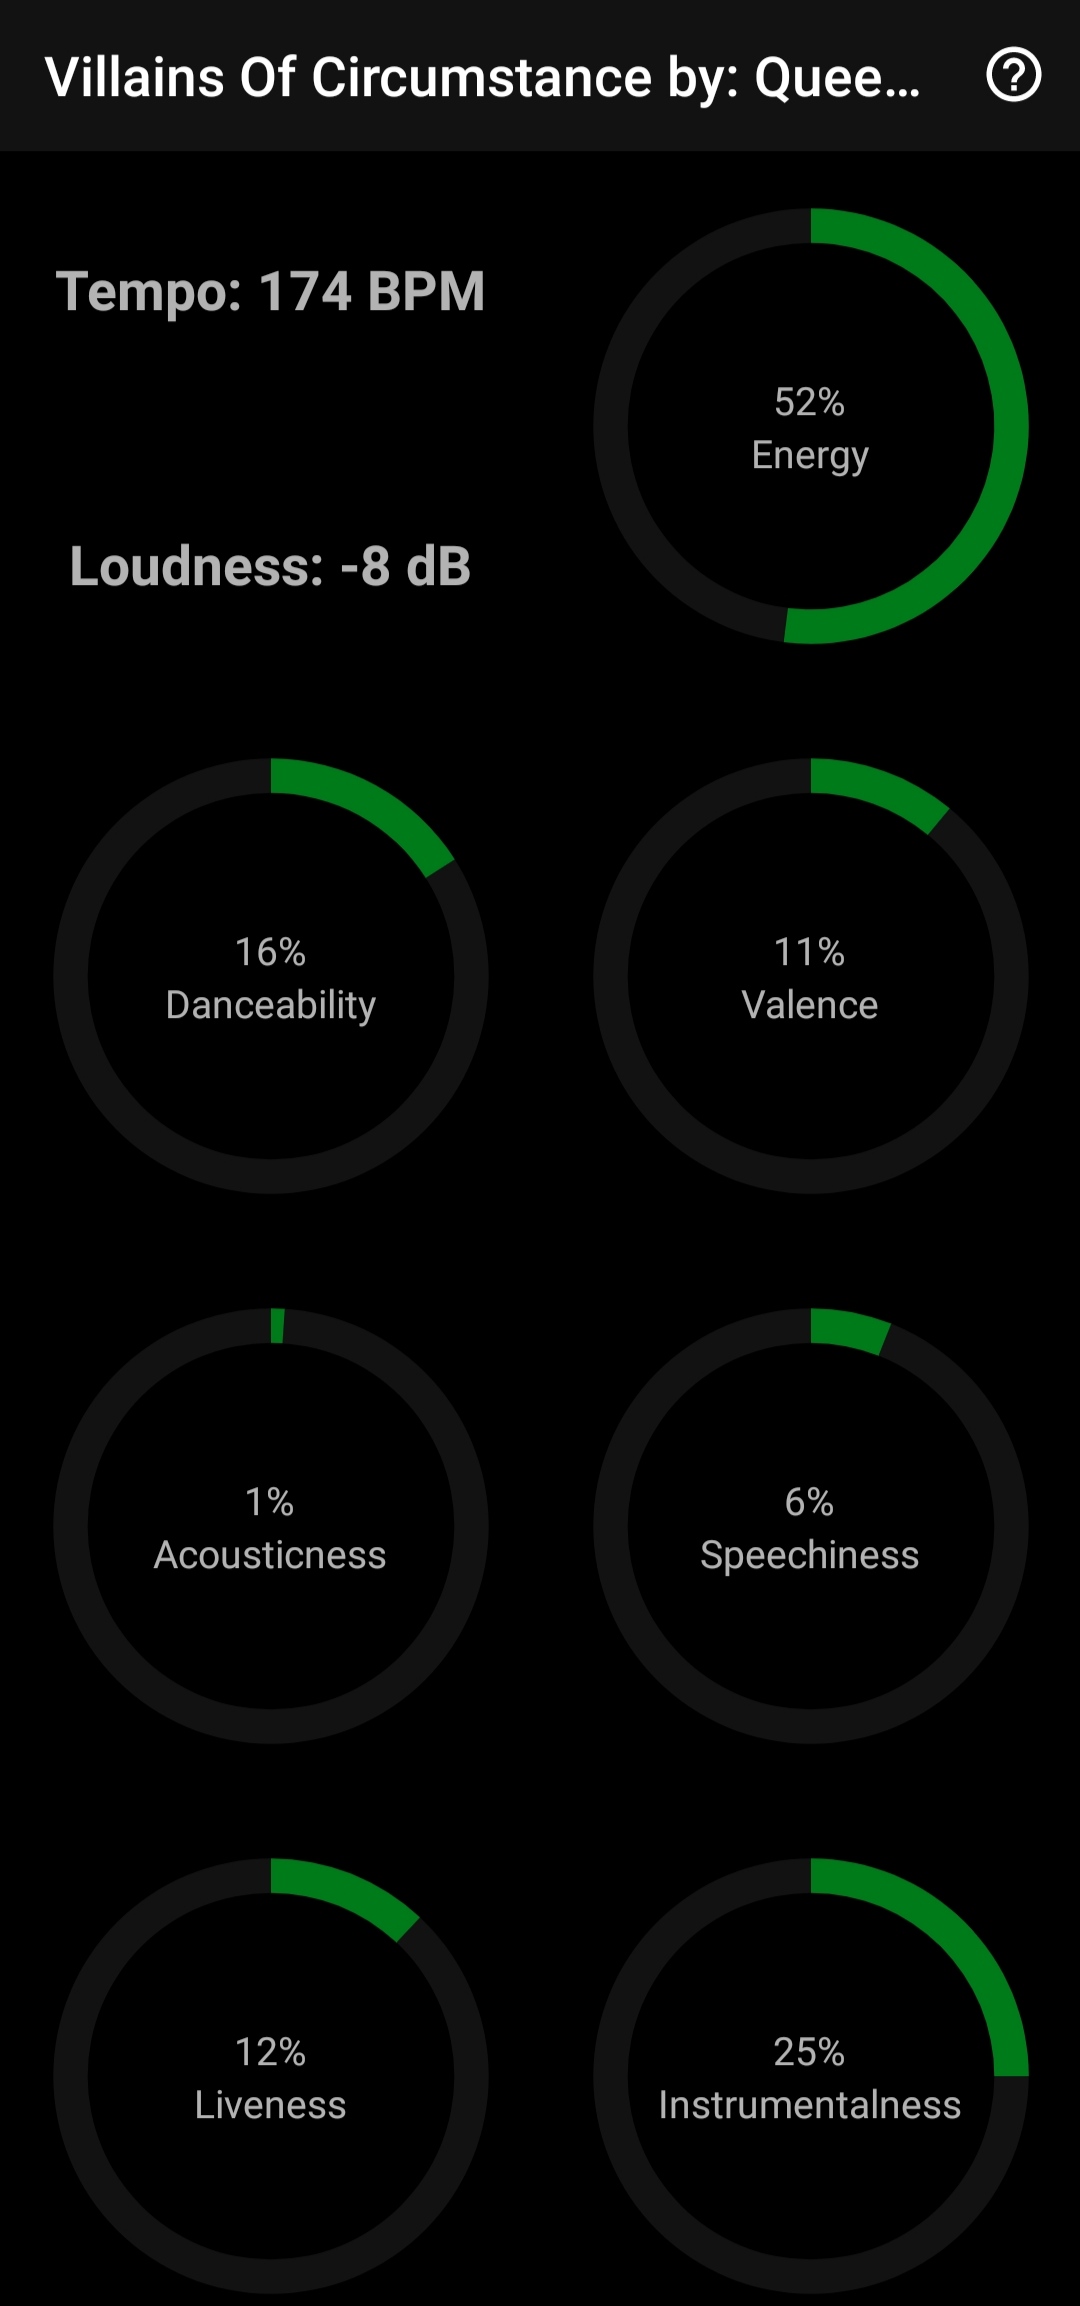 Villains Of Circumstance by: Quee...
Tempo: 174 BPM
52%
Energy
Loudness: -8 dB
16%
Danceability
11%
Valence
1%
Acousticness
6%
Speechiness
12%
Liveness
25%
Instrumentalness